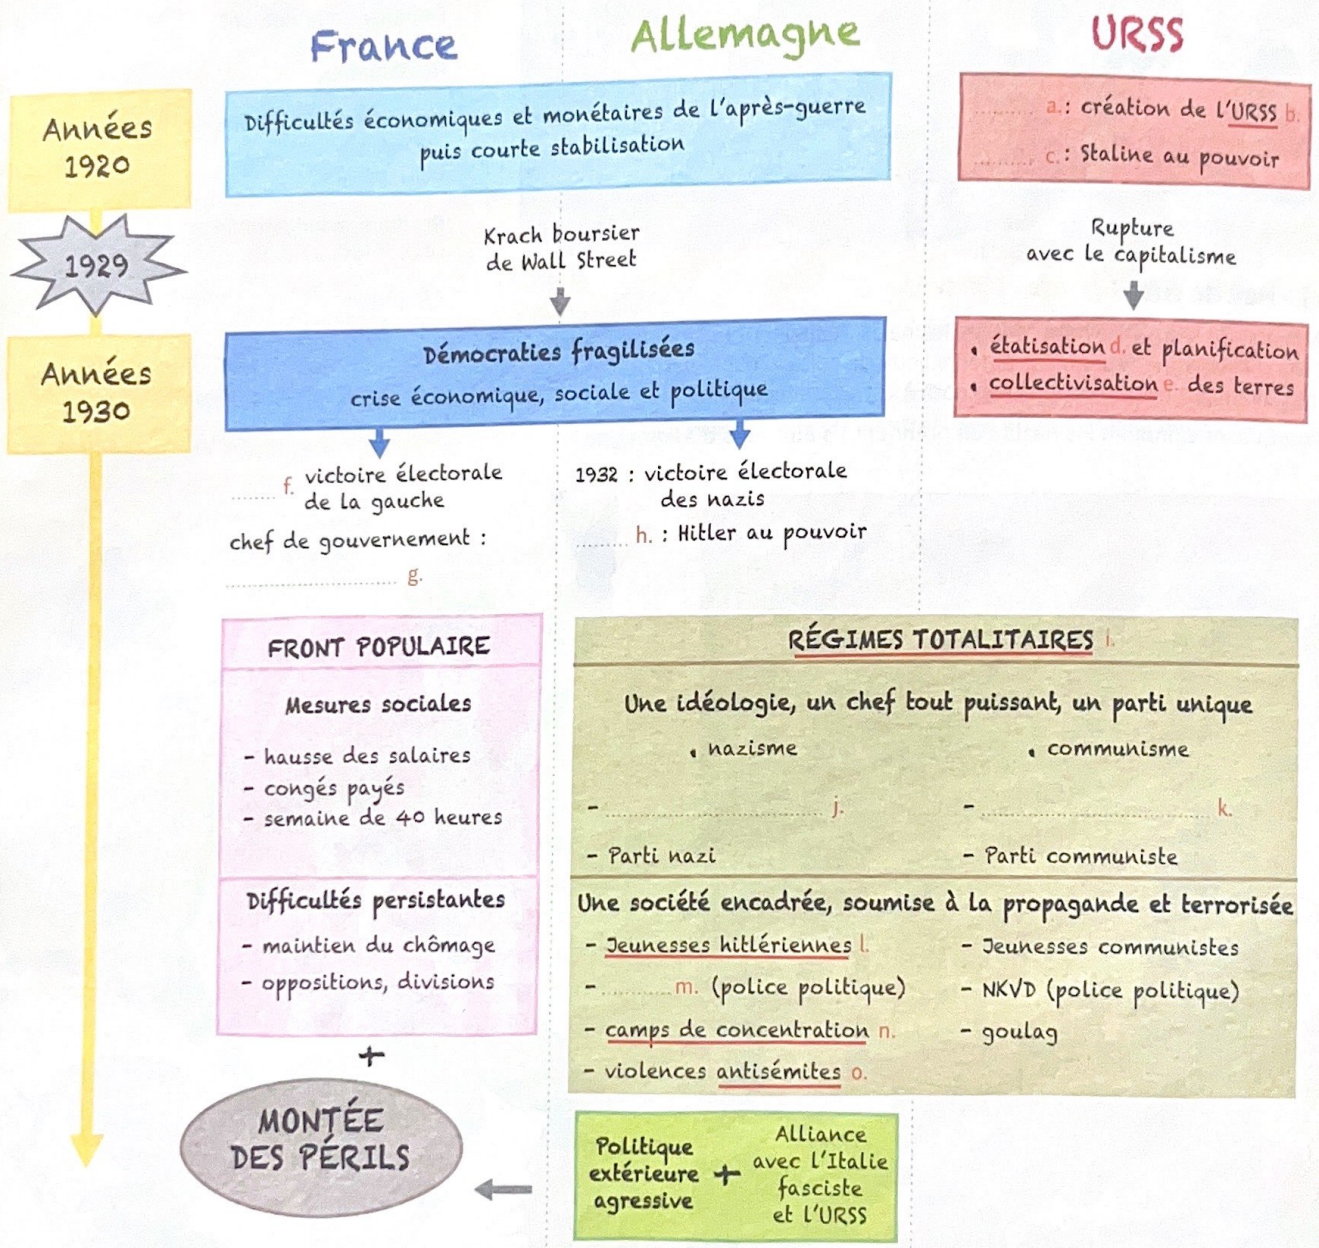 France
Allemagne
URSS
Années
1920
Difficultés économiques et monétaires de l'après-guerre
puis courte stabilisation
.......... a.: création de l'URSS b.
.......... c.: Staline au pouvoir
1929
Krach boursier
de Wall Street
Rupture
avec le capitalisme
Années
1930
Démocraties fragilisées
crise économique, sociale et politique
• étatisation d. et planification
• collectivisation e. des terres
........ f. victoire électorale
de la gauche
chef de gouvernement :
.............................. g.
1932 : victoire électorale
des nazis
.......... h. : Hitler au pouvoir
FRONT POPULAIRE
Mesures sociales
- hausse des salaires
- congés payés
- semaine de 40 heures
Difficultés persistantes
- maintien du chômage
- oppositions, divisions
RÉGIMES TOTALITAIRES i.
Une idéologie, un chef tout puissant, un parti unique
• nazisme
• communisme
- .............................. j.
- .............................. k.
- Parti nazi
- Parti communiste
Une société encadrée, soumise à la propagande et terrorisée
- Jeunesses hitlériennes l.
- Jeunesses communistes
- .......... m. (police politique)
- NKVD (police politique)
- camps de concentration n.
- goulag
- violences antisémites o.
+
MONTÉE
DES PÉRILS
Politique
extérieure
agressive
+
Alliance
avec l'Italie
fasciste
et l'URSS